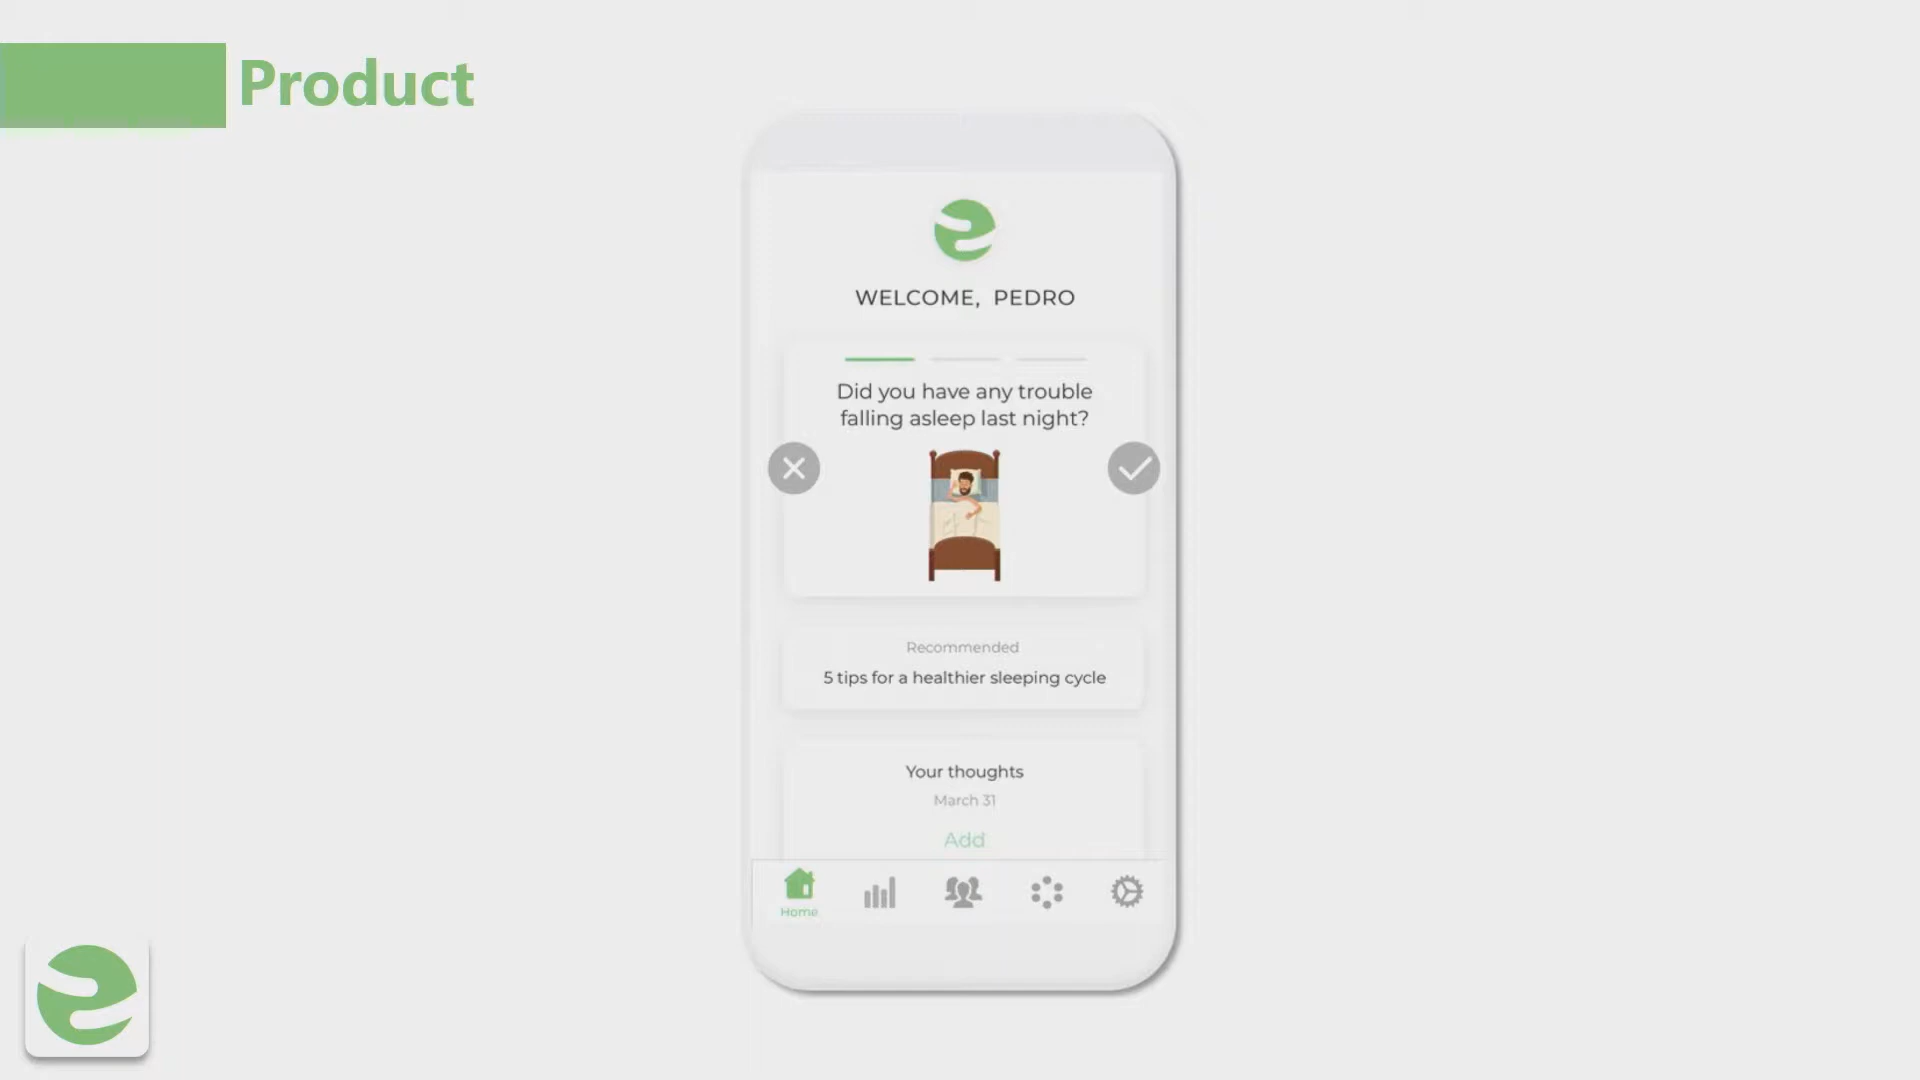 Product
WELCOME, PEDRO
Did you have any trouble
falling asleep last night?
Recommended
5 tips for a healthier sleeping cycle
Your thoughts
March 31
Add
Home